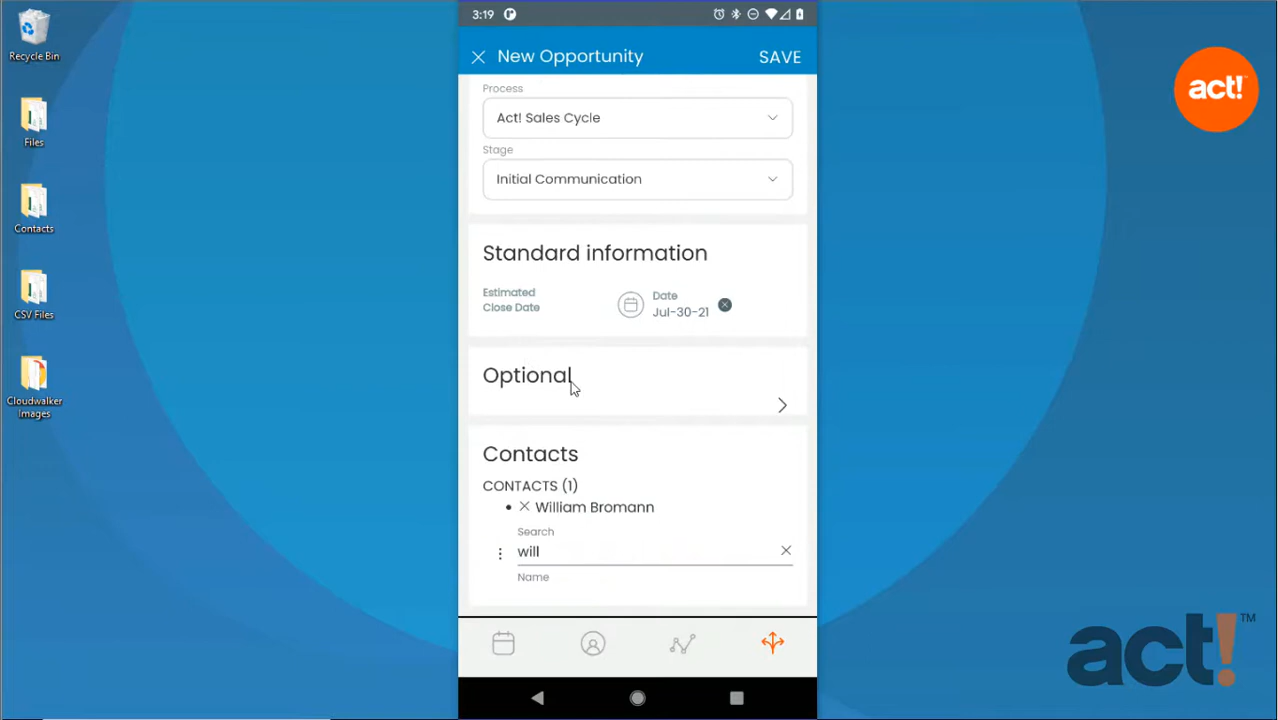 Recycle Bin
Files
Contacts
CSV Files
Cloudwalker
Images
3:19
New Opportunity
SAVE
Process
Act! Sales Cycle
Stage
Initial Communication
Standard information
Estimated
Close Date
Date
Jul-30-21
Optional
Contacts
CONTACTS (1)
• × William Bromann
Search
will
Name
act!™
act!™